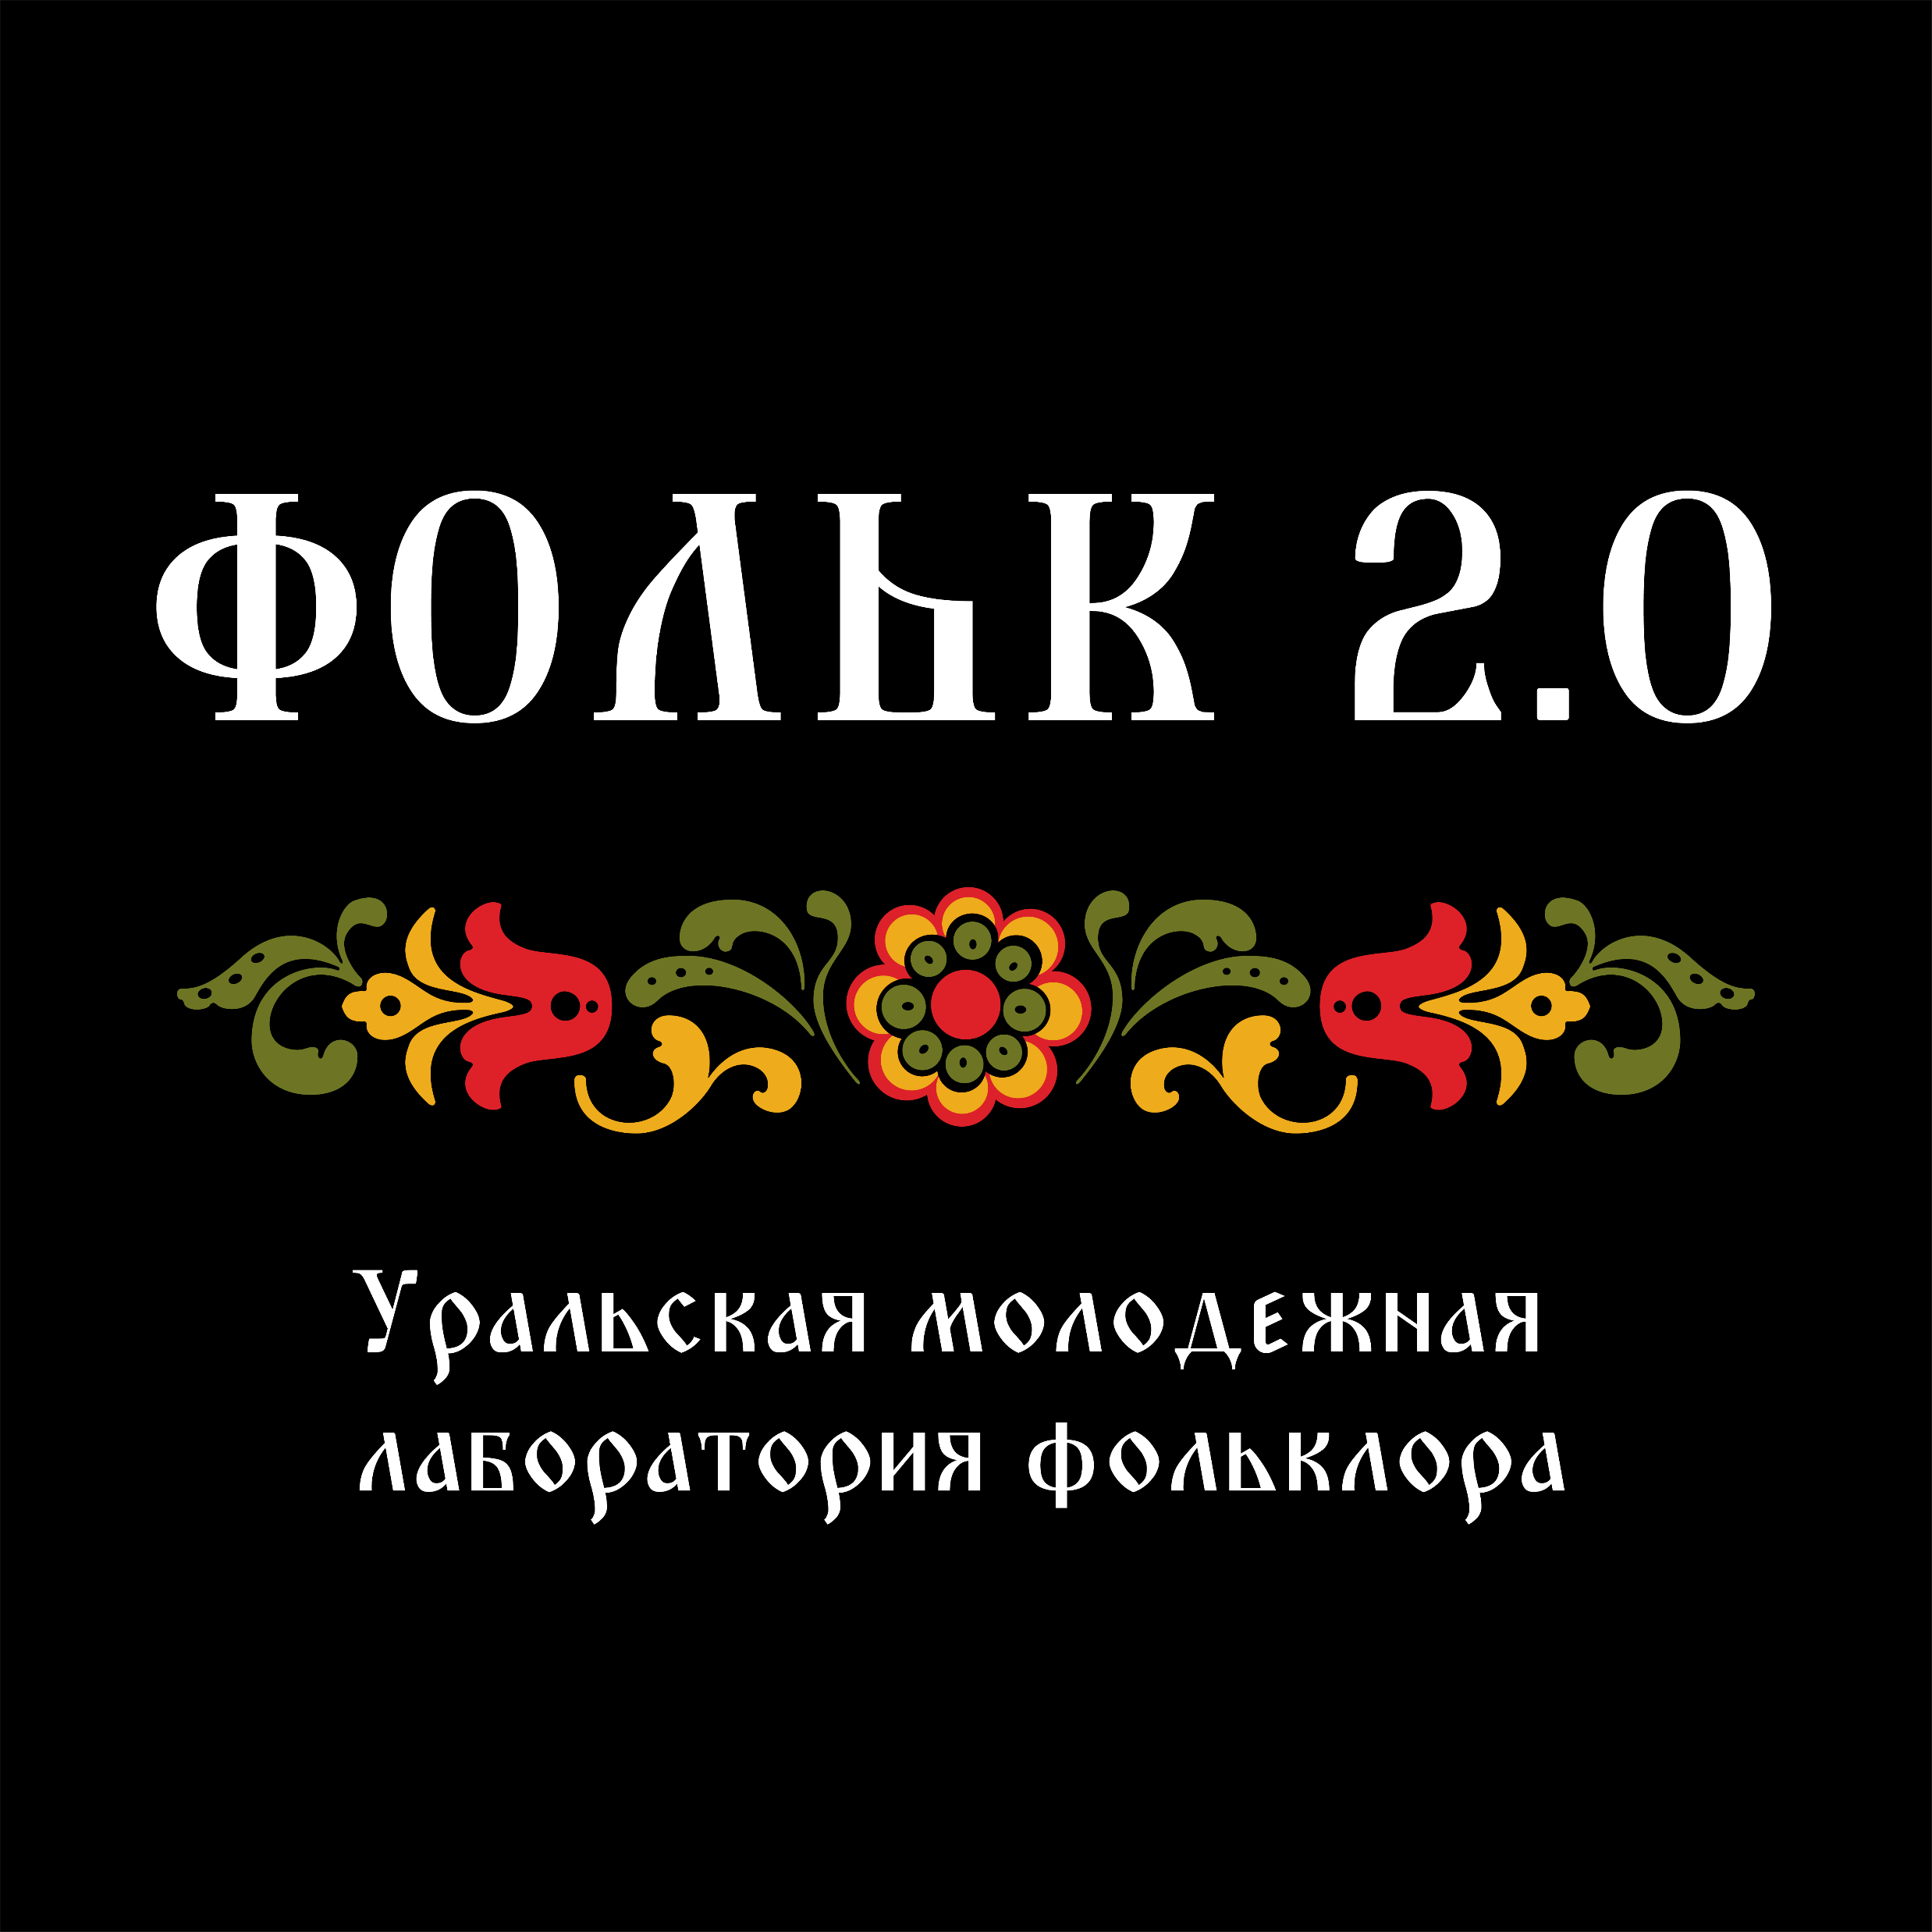 ФОЛЬК 2.0
Уральская молодежная
лаборатория фольклора